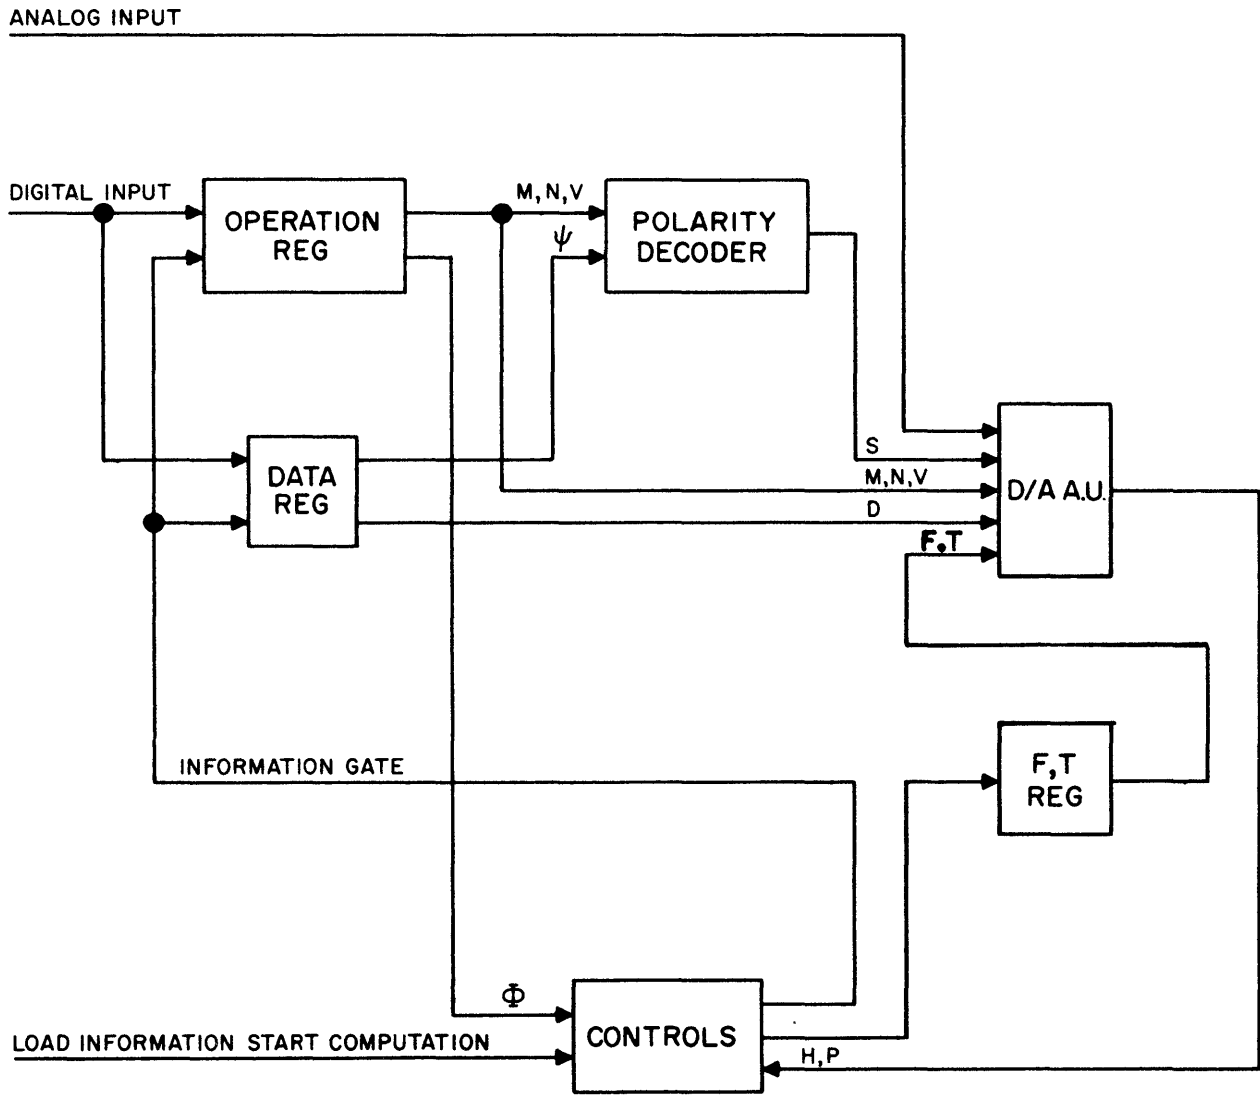 ANALOG INPUT
DIGITAL INPUT
OPERATION
REG
M,N,V
ψ
POLARITY
DECODER
DATA
REG
S
M,N,V
D
F,T
D/A A.U.
INFORMATION GATE
F,T
REG
Φ
LOAD INFORMATION START COMPUTATION
CONTROLS
H,P